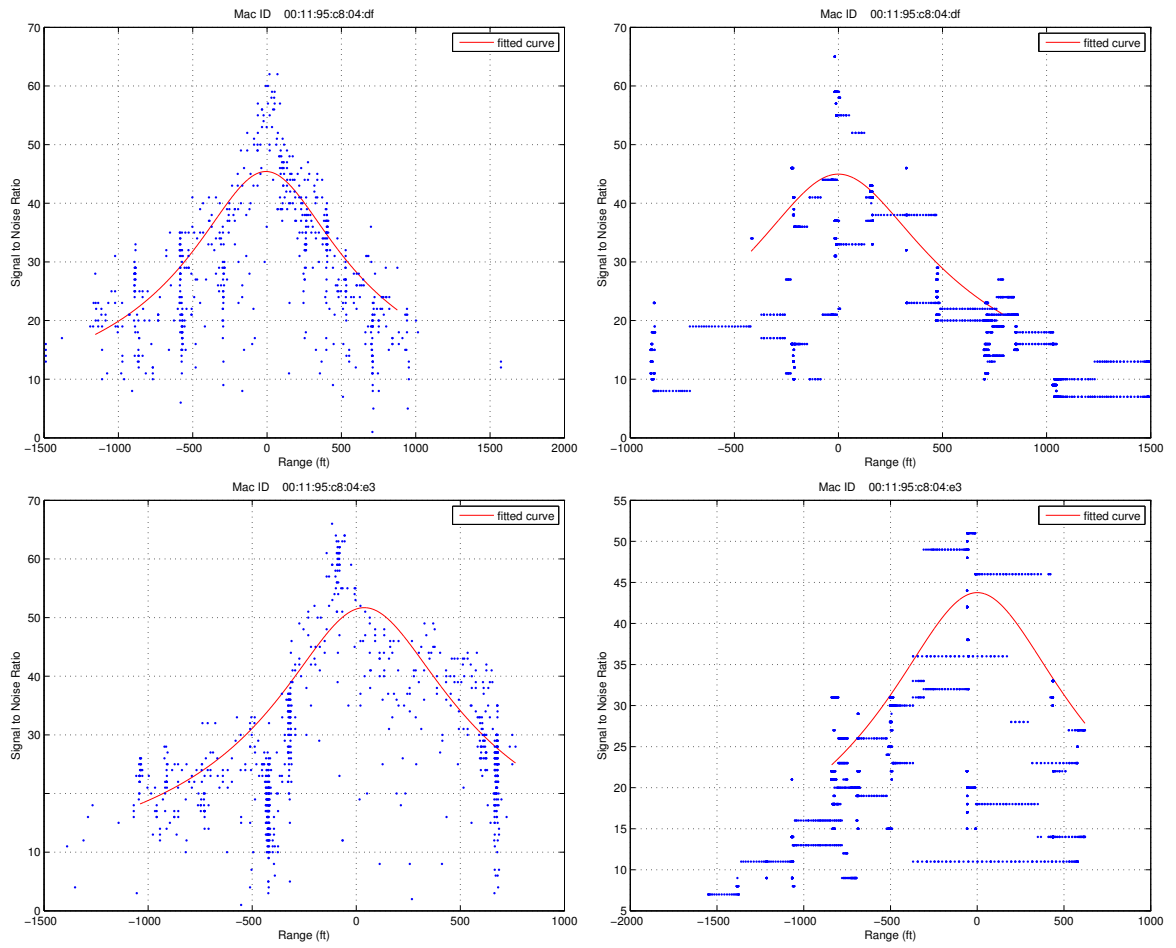 Mac ID 00:11:95:c8:04:df
70
60
50
40
30
20
10
0
Signal to Noise Ratio
fitted curve
−1500 −1000 −500 0 500 1000 1500 2000
Range (ft)
Mac ID 00:11:95:c8:04:df
70
60
50
40
30
20
10
0
Signal to Noise Ratio
fitted curve
−1000 −500 0 500 1000 1500
Range (ft)
Mac ID 00:11:95:c8:04:e3
70
60
50
40
30
20
10
0
Signal to Noise Ratio
fitted curve
−1500 −1000 −500 0 500 1000
Range (ft)
Mac ID 00:11:95:c8:04:e3
55
50
45
40
35
30
25
20
15
10
5
Signal to Noise Ratio
fitted curve
−2000 −1500 −1000 −500 0 500 1000
Range (ft)